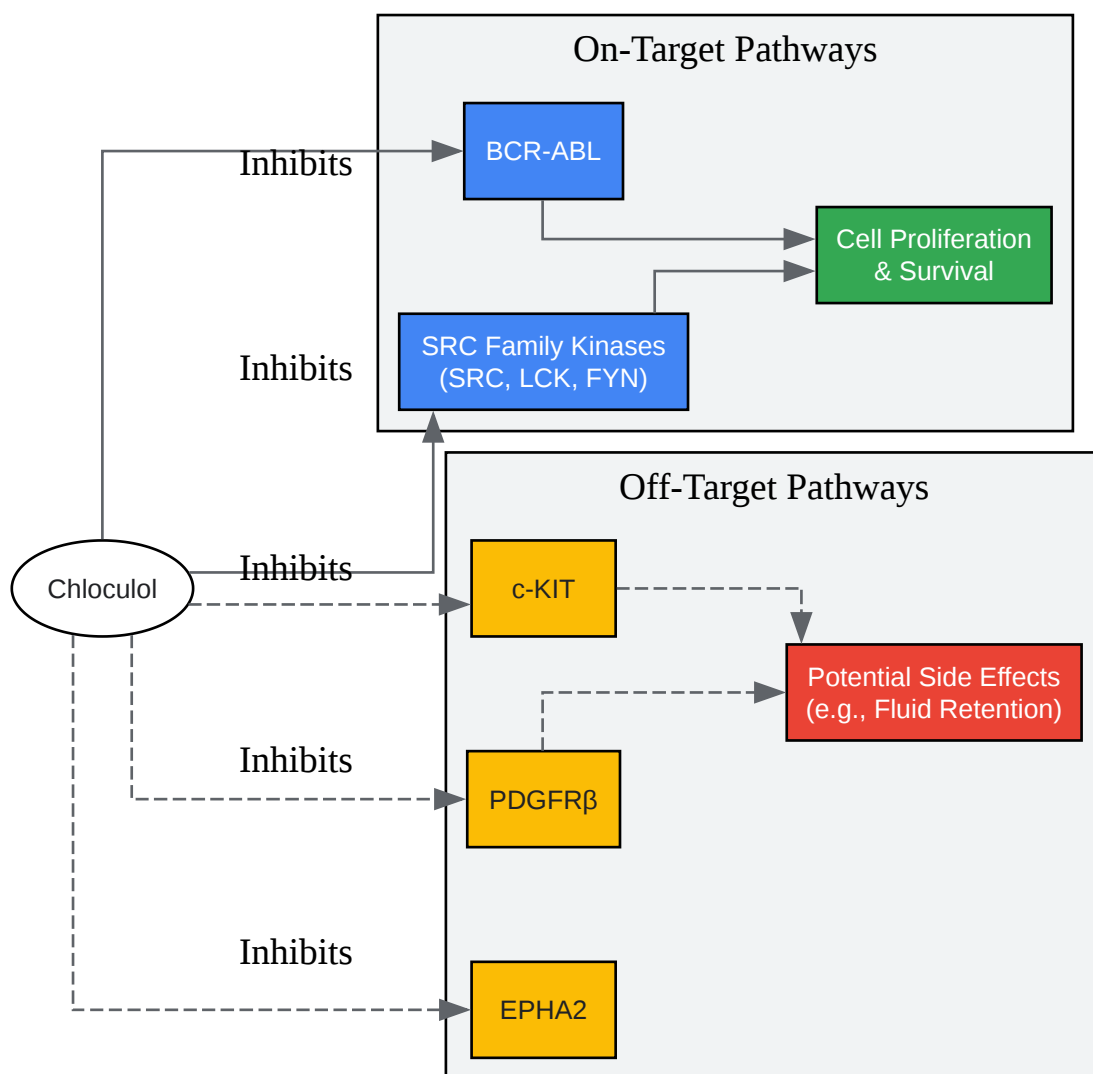 On-Target Pathways
BCR-ABL
Inhibits
Cell Proliferation
& Survival
SRC Family Kinases
(SRC, LCK, FYN)
Inhibits
Off-Target Pathways
Inhibits
c-KIT
Chloculol
Potential Side Effects
(e.g., Fluid Retention)
Inhibits
PDGFRβ
Inhibits
EPHA2